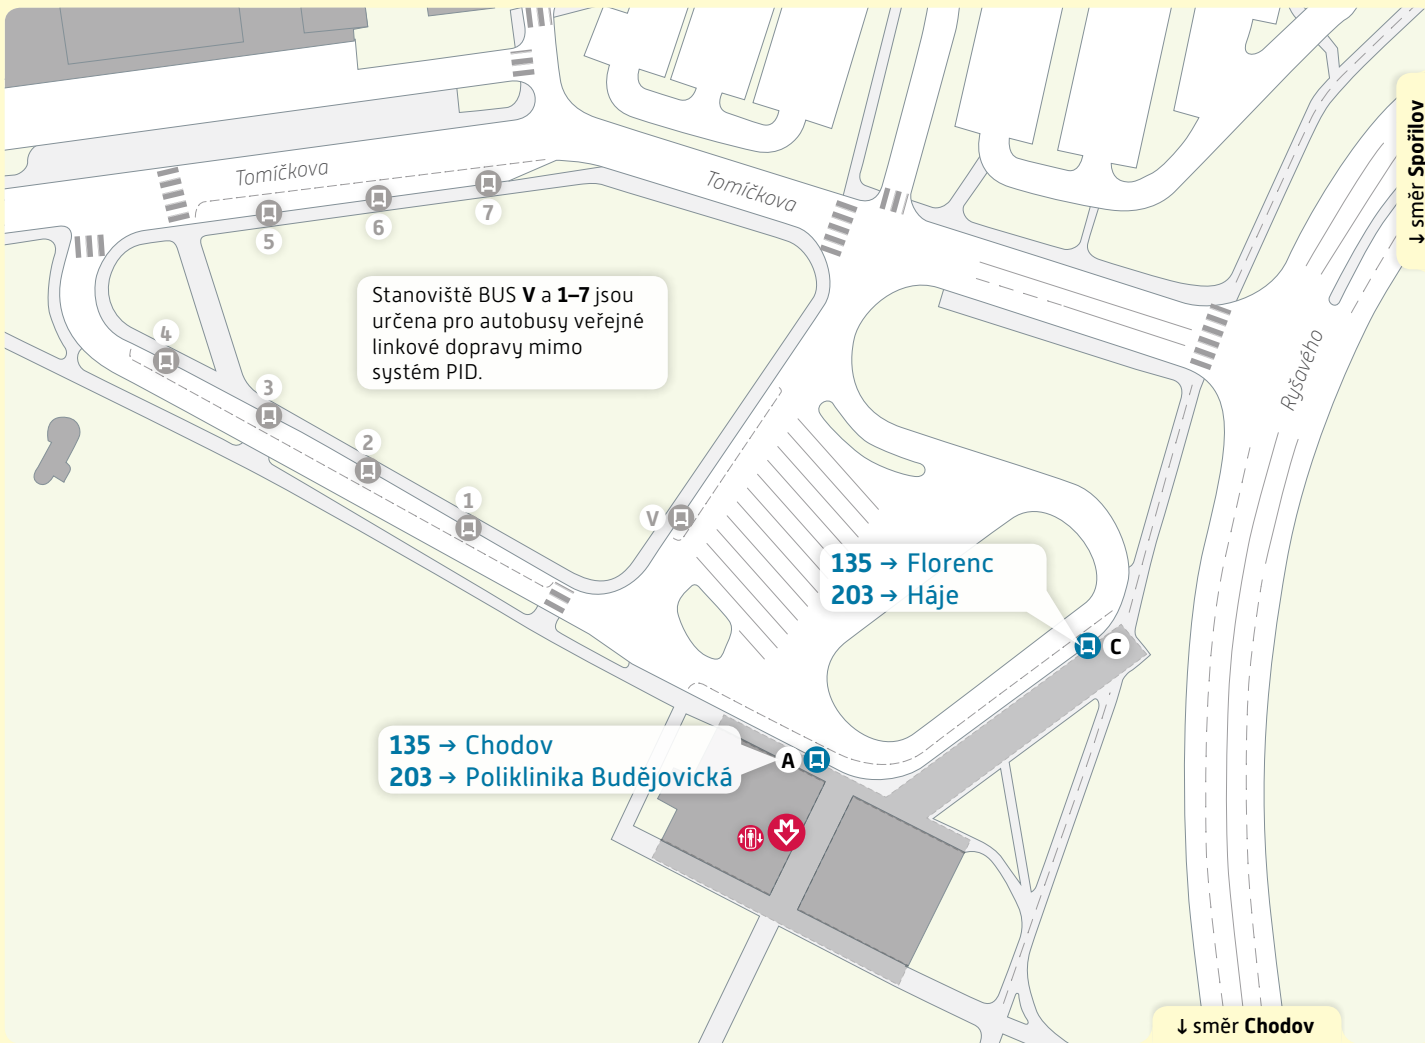 Tomíčkova
Tomíčkova
↓ směr Spořilov
5
6
7
Stanoviště BUS V a 1–7 jsou
určena pro autobusy veřejné
linkové dopravy mimo
systém PID.
4
3
2
1
V
Ryšavého
135 → Florenc
203 → Háje
C
135 → Chodov
203 → Poliklinika Budějovická
A
M
↓ směr Chodov